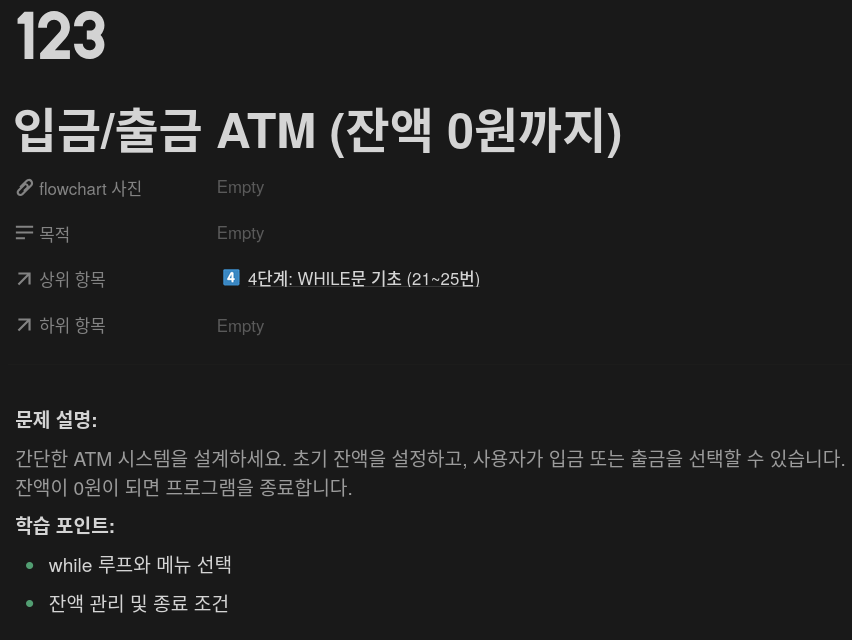 123
입금/출금 ATM (잔액 0원까지)
flowchart 사진 Empty
목적 Empty
상위 항목 4 4단계: WHILE문 기초 (21~25번)
하위 항목 Empty
문제 설명:
간단한 ATM 시스템을 설계하세요. 초기 잔액을 설정하고, 사용자가 입금 또는 출금을 선택할 수 있습니다.
잔액이 0원이 되면 프로그램을 종료합니다.
학습 포인트:
while 루프와 메뉴 선택
잔액 관리 및 종료 조건